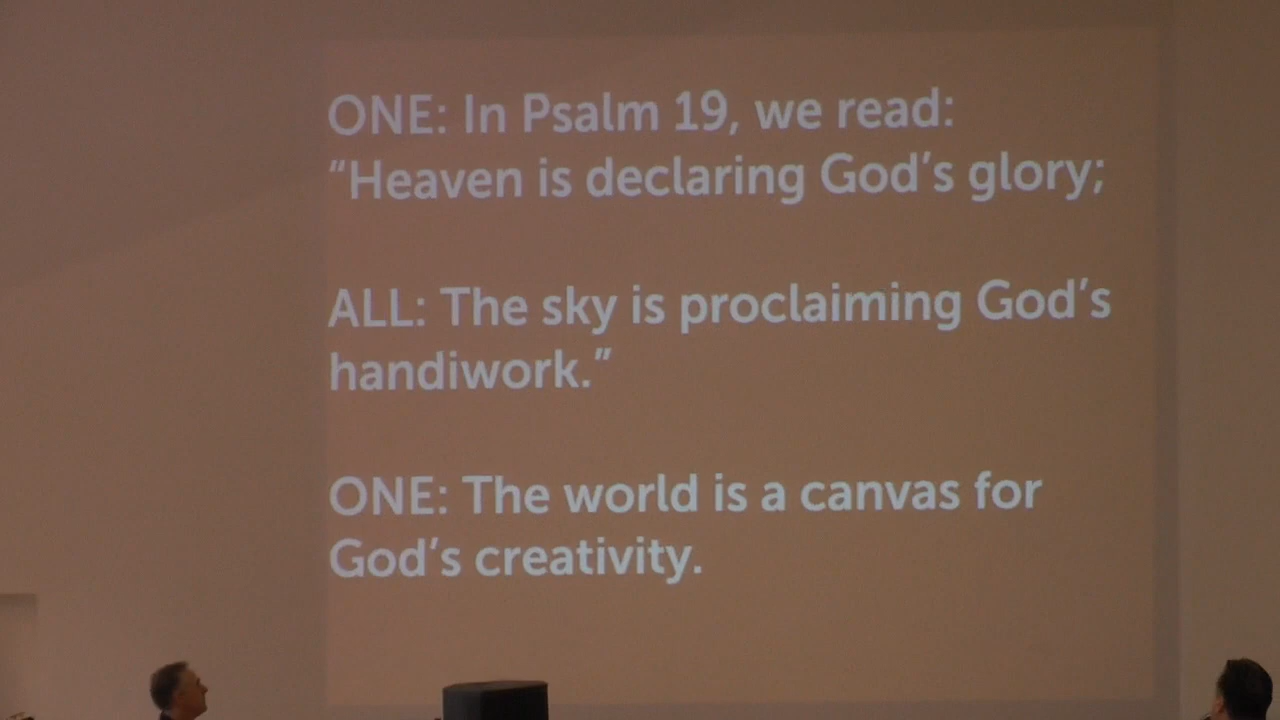 ONE: In Psalm 19, we read:
“Heaven is declaring God’s glory;
ALL: The sky is proclaiming God’s
handiwork.”
ONE: The world is a canvas for
God’s creativity.